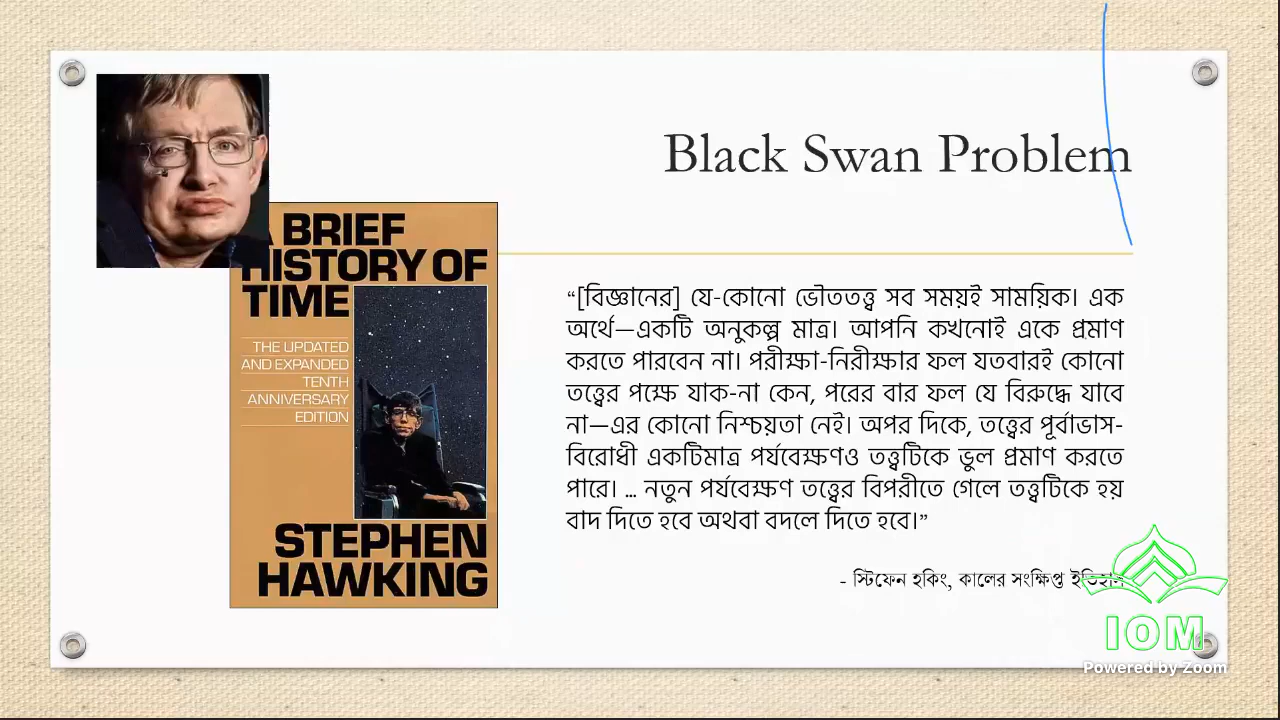 Black Swan Problem
A BRIEF
HISTORY OF
TIME
THE UPDATED
AND EXPANDED
TENTH
ANNIVERSARY
EDITION
STEPHEN
HAWKING
“[বিজ্ঞানের] যে-কোনো ভৌততত্ত্ব সব সময়ই সাময়িক। এক
অর্থে—একটি অনুকল্প মাত্র। আপনি কখনোই একে প্রমাণ
করতে পারবেন না। পরীক্ষা-নিরীক্ষার ফল যতবারই কোনো
তত্ত্বের পক্ষে যাক-না কেন, পরের বার ফল যে বিরুদ্ধে যাবে
না—এর কোনো নিশ্চয়তা নেই। অপর দিকে, তত্ত্বের পূর্বাভাস-
বিরোধী একটিমাত্র পর্যবেক্ষণও তত্ত্বটিকে ভুল প্রমাণ করতে
পারে। ... নতুন পর্যবেক্ষণ তত্ত্বের বিপরীতে গেলে তত্ত্বটিকে হয়
বাদ দিতে হবে অথবা বদলে দিতে হবে।”
- স্টিফেন হকিং, কালের সংক্ষিপ্ত ইতিহাস
IOM
Powered by Zoom